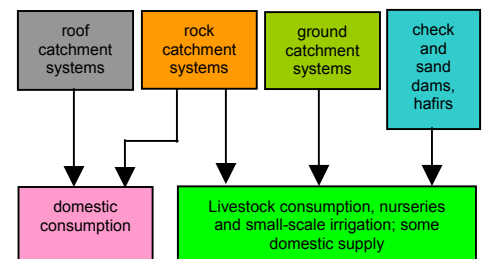 roof
catchment
systems
rock
catchment
systems
ground
catchment
systems
check
and
sand
dams,
hafirs
domestic
consumption
Livestock consumption, nurseries
and small-scale irrigation; some
domestic supply